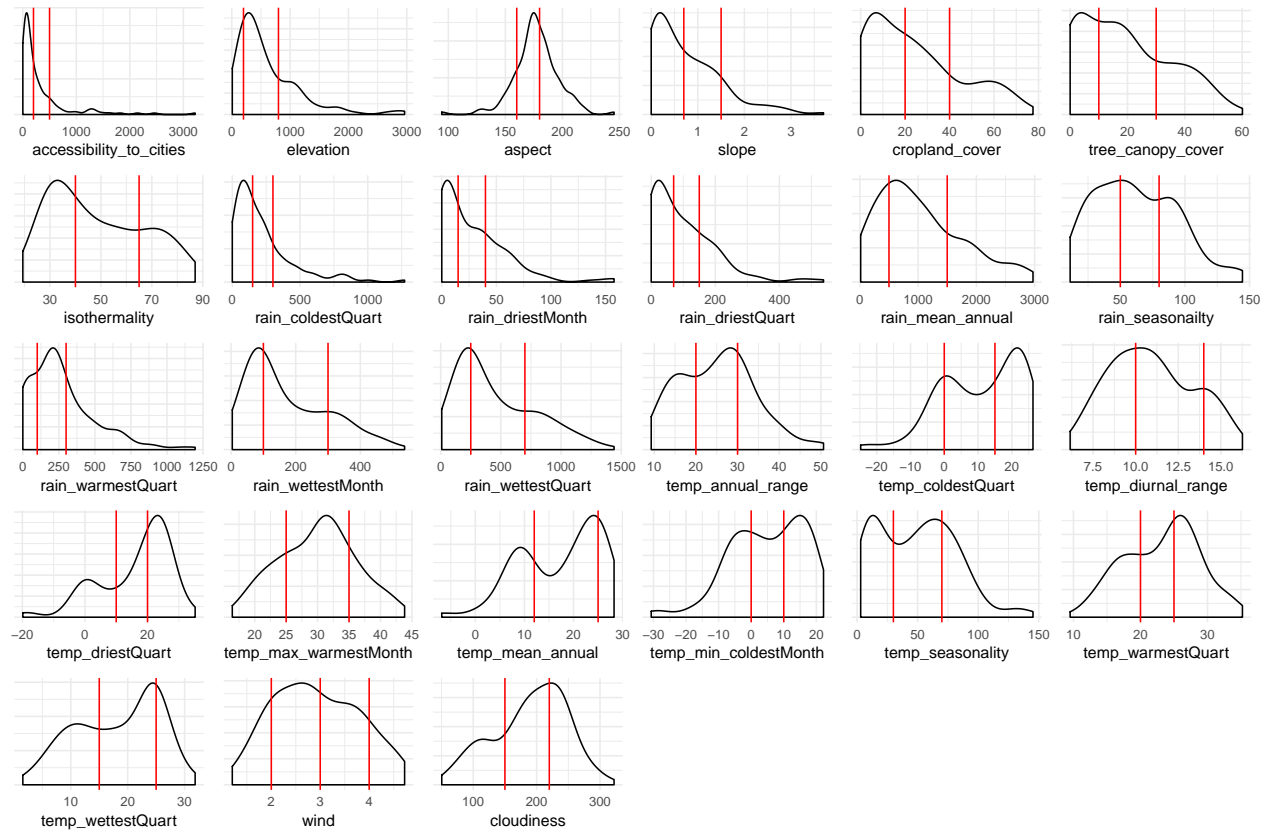 0 1000 2000 3000 0 1000 2000 3000 100 150 200 250 0 1 2 3 0 20 40 60 80 0 20 40 60
accessibility_to_cities elevation aspect slope cropland_cover tree_canopy_cover
30 50 70 90 0 500 1000 0 50 100 150 0 200 400 0 1000 2000 3000 50 100 150
isothermality rain_coldestQuart rain_driestMonth rain_driestQuart rain_mean_annual rain_seasonailty
0 250 500 750 1000 1250 0 200 400 0 500 1000 1500 10 20 30 40 50 −20 −10 0 10 20 7.5 10.0 12.5 15.0
rain_warmestQuart rain_wettestMonth rain_wettestQuart temp_annual_range temp_coldestQuart temp_diurnal_range
−20 0 20 20 25 30 35 40 45 0 10 20 30 −30 −20 −10 0 10 20 0 50 100 150 10 20 30
temp_driestQuart temp_max_warmestMonth temp_mean_annual temp_min_coldestMonth temp_seasonality temp_warmestQuart
10 20 30 2 3 4 100 200 300
temp_wettestQuart wind cloudiness